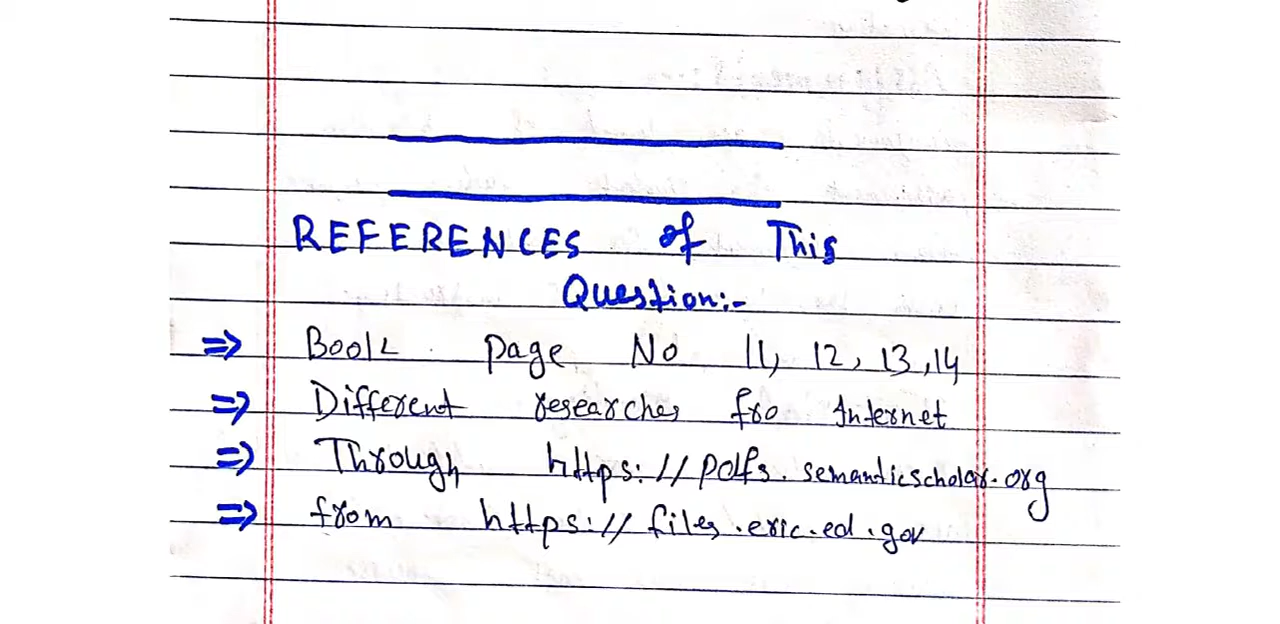 REFERENCES of This
Question:-
⇒ Book page No 11, 12, 13, 14
⇒ Different researches fro Internet
⇒ Through https://pdfs.semanticscholar.org
⇒ from https://files.eric.ed.gov